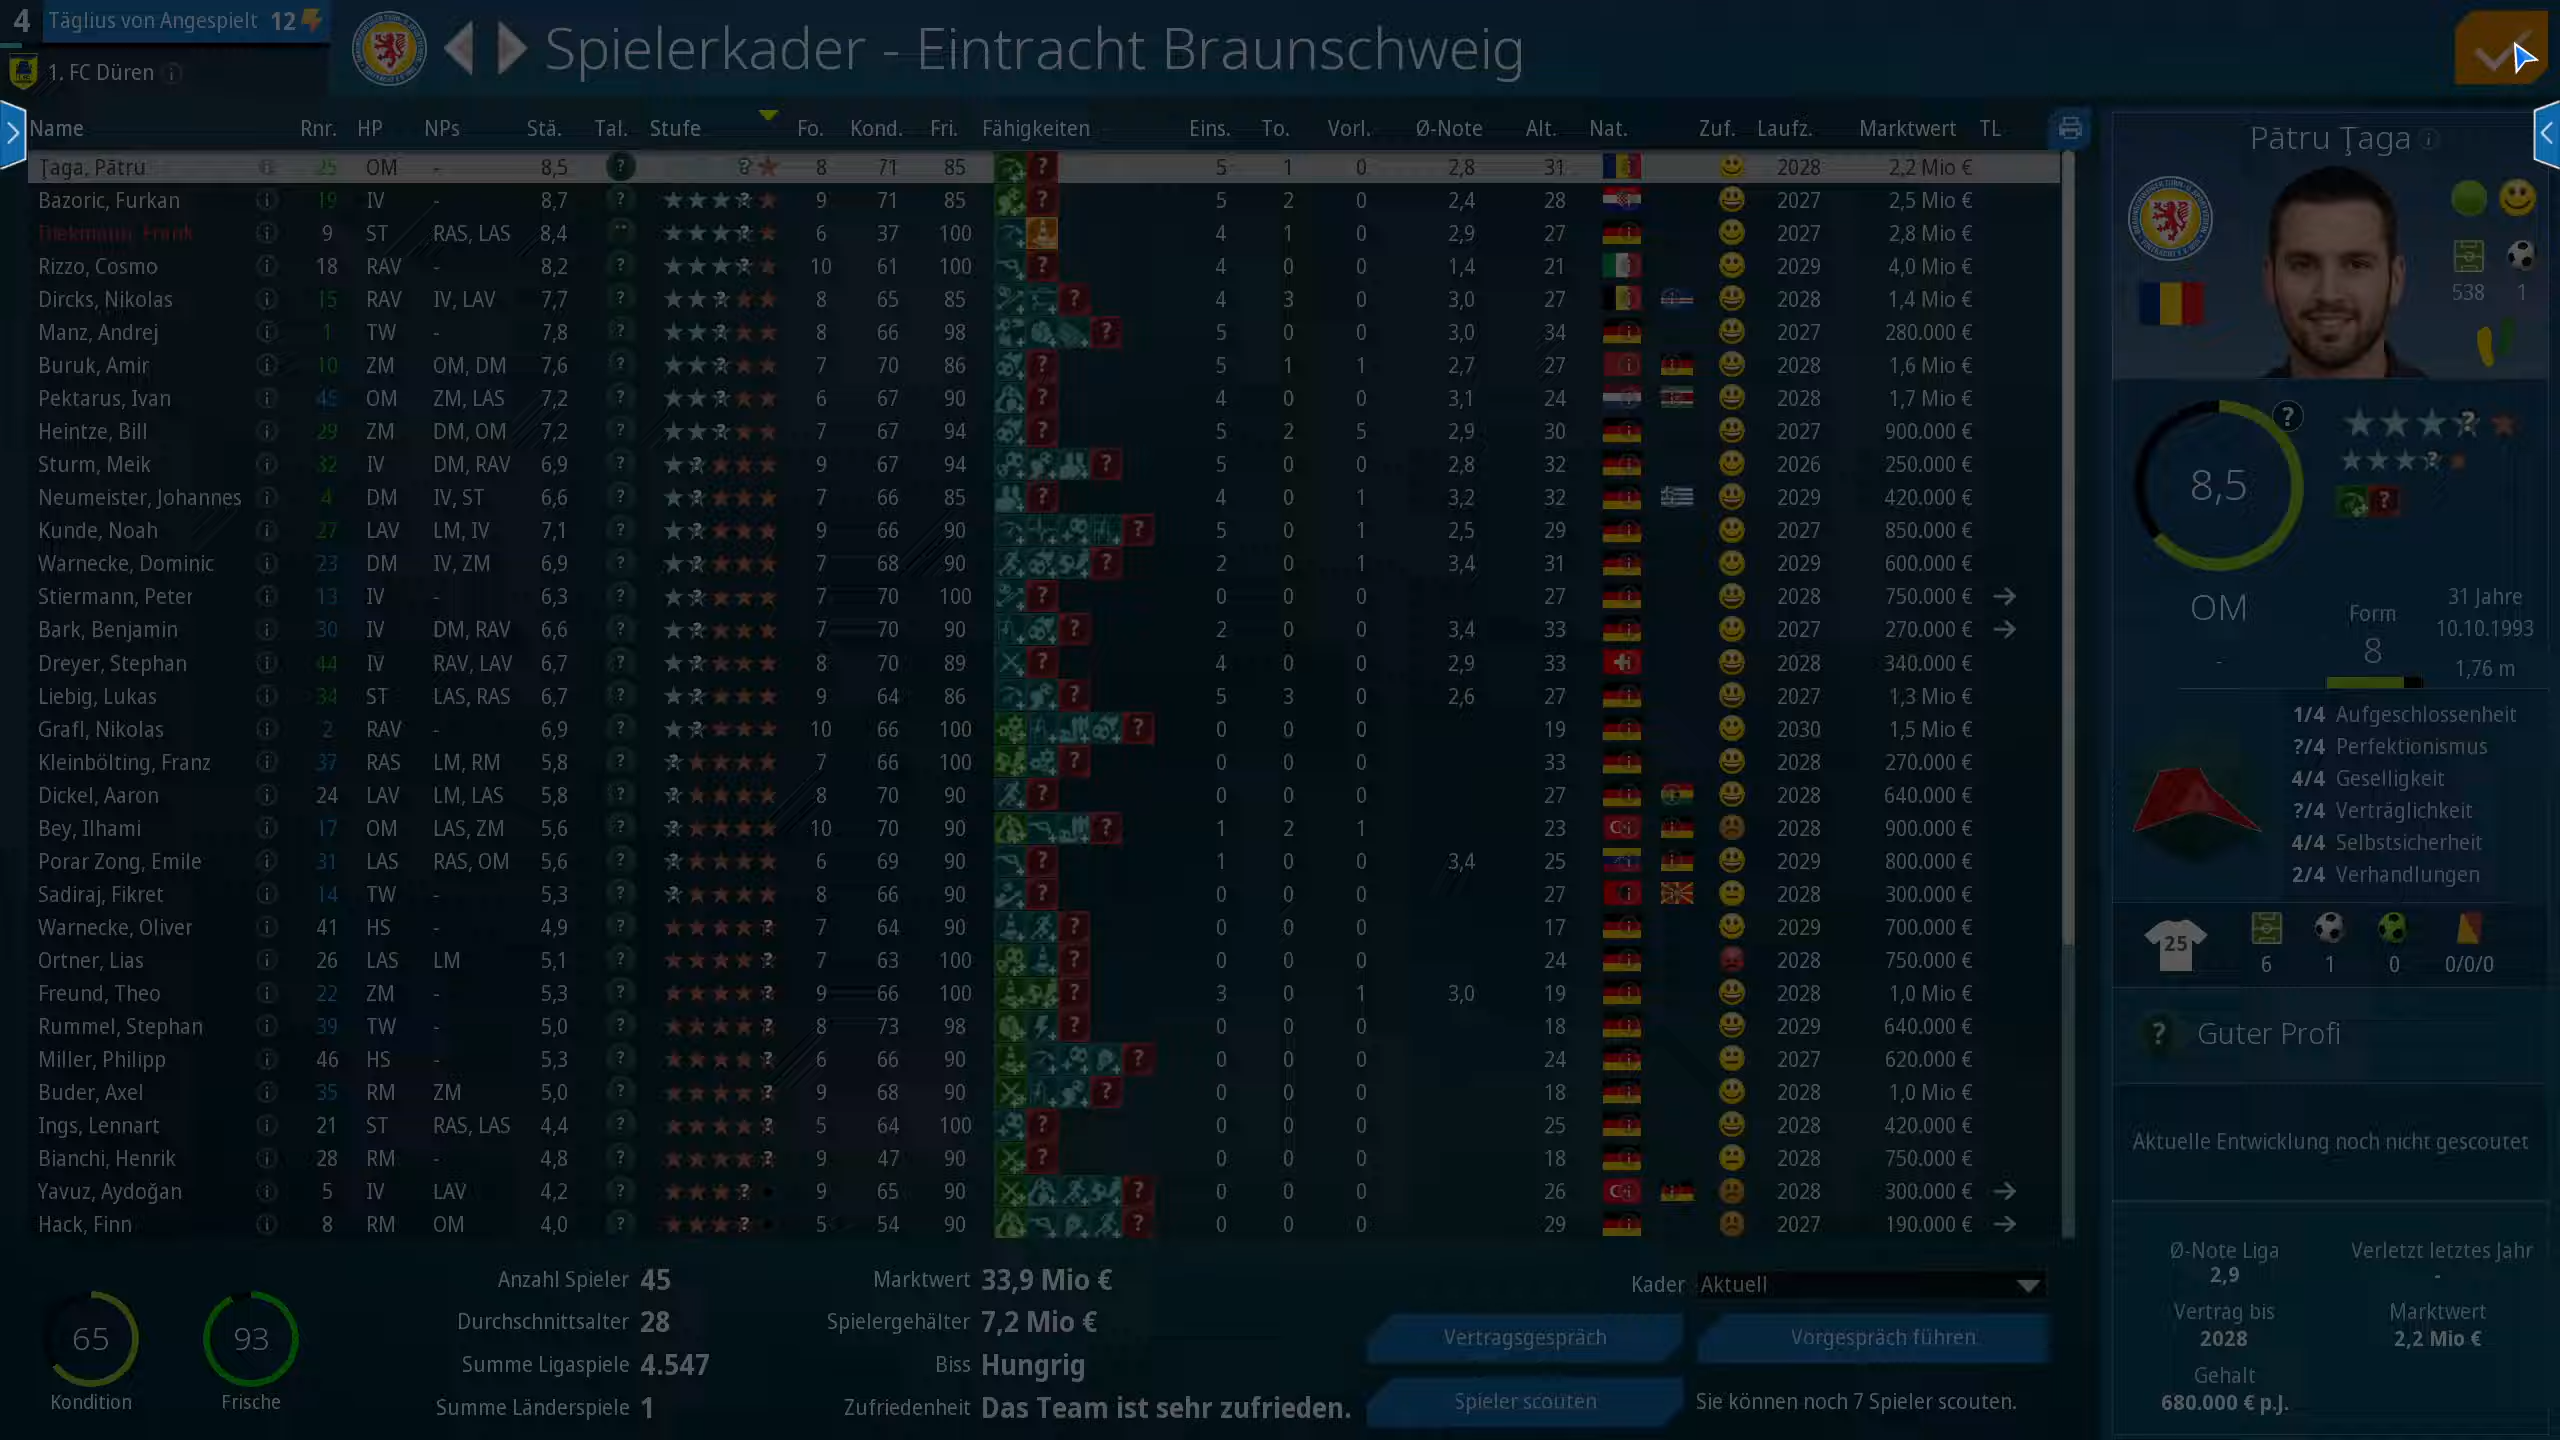 4 Täglius von Angespielt 12
1. FC Düren
Spielerkader - Eintracht Braunschweig
Name Rnr. HP NPs Stä. Tal. Stufe Fo. Kond. Fri. Fähigkeiten Eins. To. Vorl. Ø-Note Alt. Nat. Zuf. Laufz. Marktwert TL
Țaga, Pătru 25 OM - 8,5 ? ? 8 71 85 ? 5 1 0 2,8 31 2028 2,2 Mio €
Bazoric, Furkan 19 IV - 8,7 ? ? 9 71 85 ? 5 2 0 2,4 28 2027 2,5 Mio €
Diekmann, Frank 9 ST RAS, LAS 8,4 ? 6 37 100 4 1 0 2,9 27 2027 2,8 Mio €
Rizzo, Cosmo 18 RAV - 8,2 ? ? 10 61 100 ? 4 0 0 1,4 21 2029 4,0 Mio €
Dircks, Nikolas 15 RAV IV, LAV 7,7 ? ? 8 65 85 ? 4 3 0 3,0 27 2028 1,4 Mio €
Manz, Andrej 1 TW - 7,8 ? ? 8 66 98 ? 5 0 0 3,0 34 2027 280.000 €
Buruk, Amir 10 ZM OM, DM 7,6 ? ? 7 70 86 ? 5 1 1 2,7 27 2028 1,6 Mio €
Pektarus, Ivan 45 OM ZM, LAS 7,2 ? ? 6 67 90 ? 4 0 0 3,1 24 2028 1,7 Mio €
Heintze, Bill 29 ZM DM, OM 7,2 ? ? 7 67 94 ? 5 2 5 2,9 30 2027 900.000 €
Sturm, Meik 32 IV DM, RAV 6,9 ? ? 9 67 94 ? 5 0 0 2,8 32 2026 250.000 €
Neumeister, Johannes 4 DM IV, ST 6,6 ? ? 7 66 85 ? 4 0 1 3,2 32 2029 420.000 €
Kunde, Noah 27 LAV LM, IV 7,1 ? ? 9 66 90 ? 5 0 1 2,5 29 2027 850.000 €
Warnecke, Dominic 23 DM IV, ZM 6,9 ? ? 7 68 90 ? 2 0 1 3,4 31 2029 600.000 €
Stiermann, Peter 13 IV - 6,3 ? ? 7 70 100 ? 0 0 0 27 2028 750.000 € →
Bark, Benjamin 30 IV DM, RAV 6,6 ? ? 7 70 90 ? 2 0 0 3,4 33 2027 270.000 € →
Dreyer, Stephan 44 IV RAV, LAV 6,7 ? ? 8 70 89 ? 4 0 0 2,9 33 2028 340.000 €
Liebig, Lukas 34 ST LAS, RAS 6,7 ? ? 9 64 86 ? 5 3 0 2,6 27 2027 1,3 Mio €
Grafl, Nikolas 2 RAV - 6,9 ? ? 10 66 100 ? 0 0 0 19 2030 1,5 Mio €
Kleinbölting, Franz 37 RAS LM, RM 5,8 ? ? 7 66 100 ? 0 0 0 33 2028 270.000 €
Dickel, Aaron 24 LAV LM, LAS 5,8 ? ? 8 70 90 ? 0 0 0 27 2028 640.000 €
Bey, Ilhami 17 OM LAS, ZM 5,6 ? ? 10 70 90 ? 1 2 1 23 2028 900.000 €
Porar Zong, Emile 31 LAS RAS, OM 5,6 ? ? 6 69 90 ? 1 0 0 3,4 25 2029 800.000 €
Sadiraj, Fikret 14 TW - 5,3 ? ? 8 66 90 ? 0 0 0 27 2028 300.000 €
Warnecke, Oliver 41 HS - 4,9 ? ? 7 64 90 ? 0 0 0 17 2029 700.000 €
Ortner, Lias 26 LAS LM 5,1 ? ? 7 63 100 ? 0 0 0 24 2028 750.000 €
Freund, Theo 22 ZM - 5,3 ? ? 9 66 100 ? 3 0 1 3,0 19 2028 1,0 Mio €
Rummel, Stephan 39 TW - 5,0 ? ? 8 73 98 ? 0 0 0 18 2029 640.000 €
Miller, Philipp 46 HS - 5,3 ? ? 6 66 90 ? 0 0 0 24 2027 620.000 €
Buder, Axel 35 RM ZM 5,0 ? ? 9 68 90 ? 0 0 0 18 2028 1,0 Mio €
Ings, Lennart 21 ST RAS, LAS 4,4 ? ? 5 64 100 ? 0 0 0 25 2028 420.000 €
Bianchi, Henrik 28 RM - 4,8 ? ? 9 47 90 ? 0 0 0 18 2028 750.000 €
Yavuz, Aydoğan 5 IV LAV 4,2 ? ? 9 65 90 ? 0 0 0 26 2028 300.000 € →
Hack, Finn 8 RM OM 4,0 ? ? 5 54 90 ? 0 0 0 29 2027 190.000 € →
65
Kondition
93
Frische
Anzahl Spieler 45
Durchschnittsalter 28
Summe Ligaspiele 4.547
Summe Länderspiele 1
Marktwert 33,9 Mio €
Spielergehälter 7,2 Mio €
Biss Hungrig
Zufriedenheit Das Team ist sehr zufrieden.
Kader Aktuell
Vertragsgespräch Vorgespräch führen
Spieler scouten Sie können noch 7 Spieler scouten.
Pătru Țaga
538 1
8,5 ? ?
?
?
OM
-
Form
8
31 Jahre
10.10.1993
1,76 m
1/4 Aufgeschlossenheit
?/4 Perfektionismus
4/4 Geselligkeit
?/4 Verträglichkeit
4/4 Selbstsicherheit
2/4 Verhandlungen
25 6 1 0 0/0/0
? Guter Profi
Aktuelle Entwicklung noch nicht gescoutet
Ø-Note Liga
2,9
Verletzt letztes Jahr
-
Vertrag bis
2028
Marktwert
2,2 Mio €
Gehalt
680.000 € p.J.